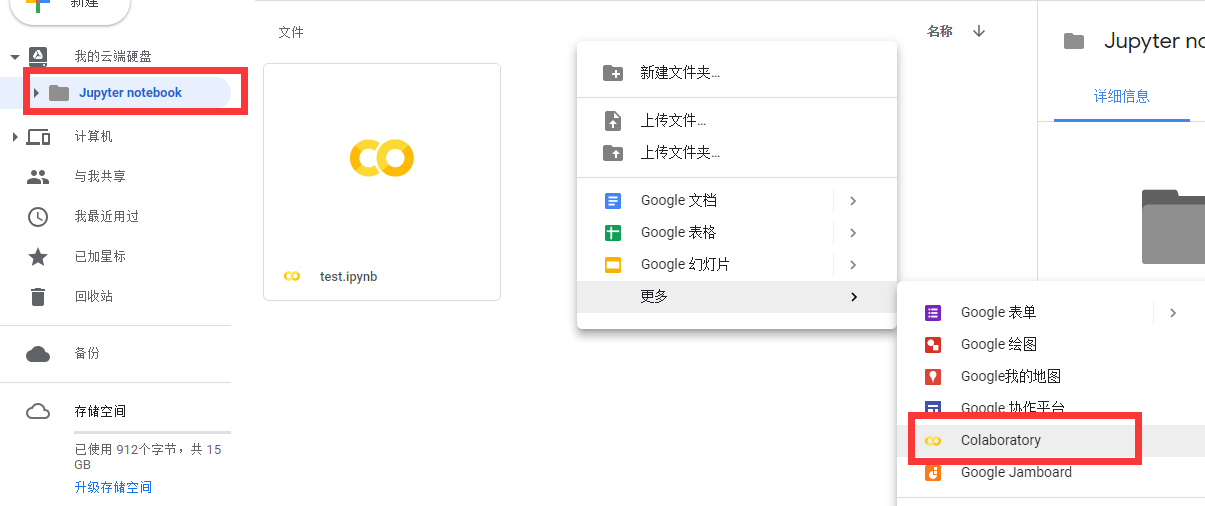 新建
我的云端硬盘
Jupyter notebook
计算机
与我共享
我最近用过
已加星标
回收站
备份
存储空间
已使用 912个字节，共 15
GB
升级存储空间
文件
名称
test.ipynb
新建文件夹...
上传文件...
上传文件夹...
Google 文档
Google 表格
Google 幻灯片
更多
Google 表单
Google 绘图
Google我的地图
Google 协作平台
Colaboratory
Google Jamboard
Jupyter no
详细信息